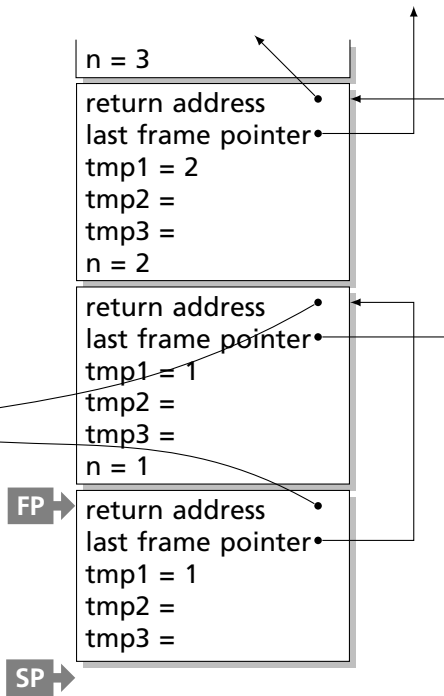 n = 3
return address
last frame pointer
tmp1 = 2
tmp2 =
tmp3 =
n = 2
return address
last frame pointer
tmp1 = 1
tmp2 =
tmp3 =
n = 1
FP
return address
last frame pointer
tmp1 = 1
tmp2 =
tmp3 =
SP